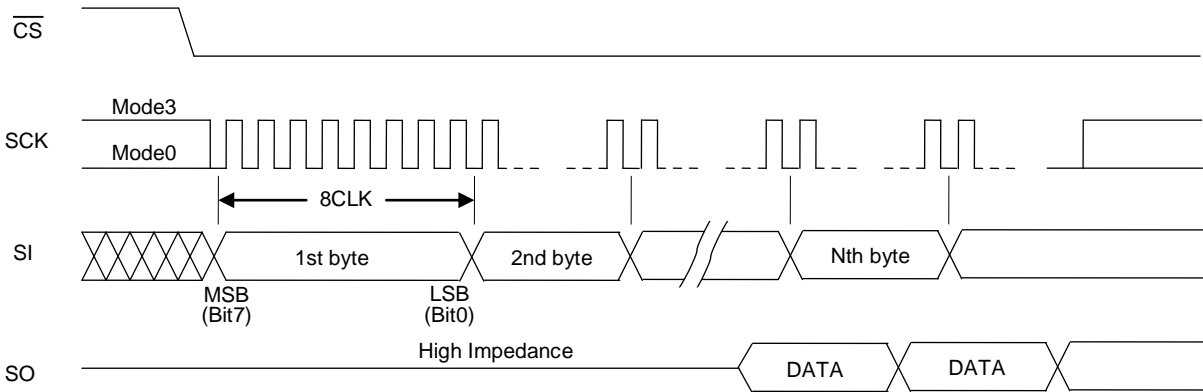 CS
Mode3
SCK
Mode0
8CLK
SI
1st byte
2nd byte
Nth byte
MSB
(Bit7)
LSB
(Bit0)
High Impedance
SO
DATA
DATA